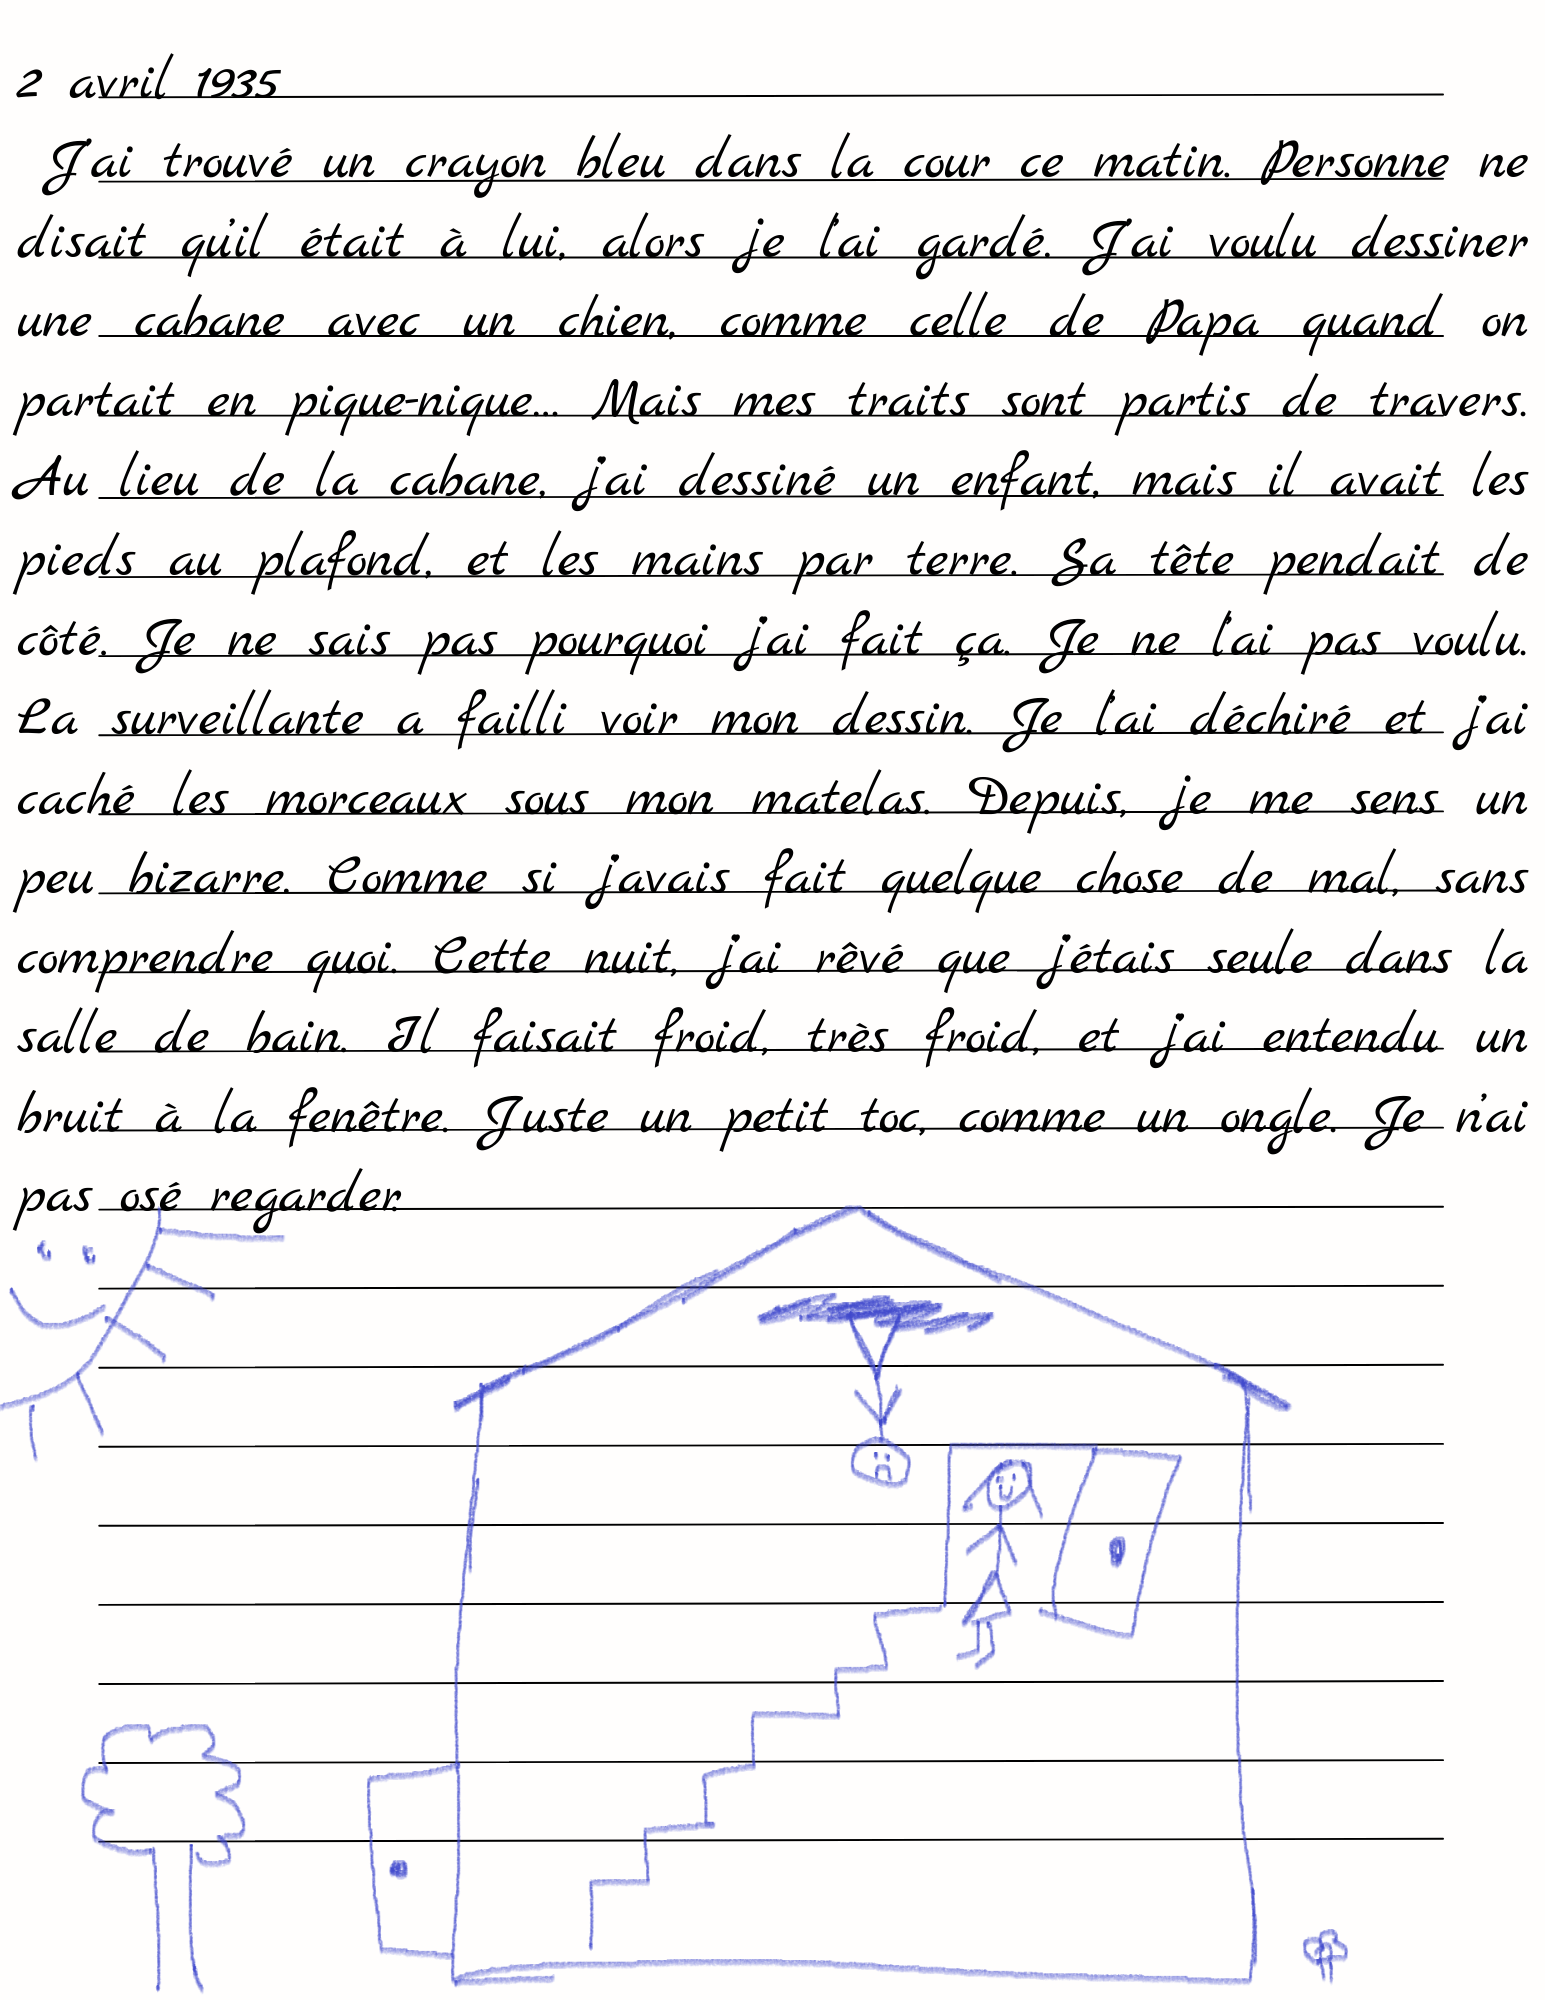 2 avril 1935
J'ai trouvé un crayon bleu dans la cour ce matin. Personne ne
disait qu'il était à lui, alors je l'ai gardé. J'ai voulu dessiner
une cabane avec un chien, comme celle de Papa quand on
partait en pique-nique... Mais mes traits sont partis de travers.
Au lieu de la cabane, j'ai dessiné un enfant, mais il avait les
pieds au plafond, et les mains par terre. Sa tête pendait de
côté. Je ne sais pas pourquoi j'ai fait ça. Je ne l'ai pas voulu.
La surveillante a failli voir mon dessin. Je l'ai déchiré et j'ai
caché les morceaux sous mon matelas. Depuis, je me sens un
peu bizarre. Comme si j'avais fait quelque chose de mal, sans
comprendre quoi. Cette nuit, j'ai rêvé que j'étais seule dans la
salle de bain. Il faisait froid, très froid, et j'ai entendu un
bruit à la fenêtre. Juste un petit toc, comme un ongle. Je n'ai
pas osé regarder.